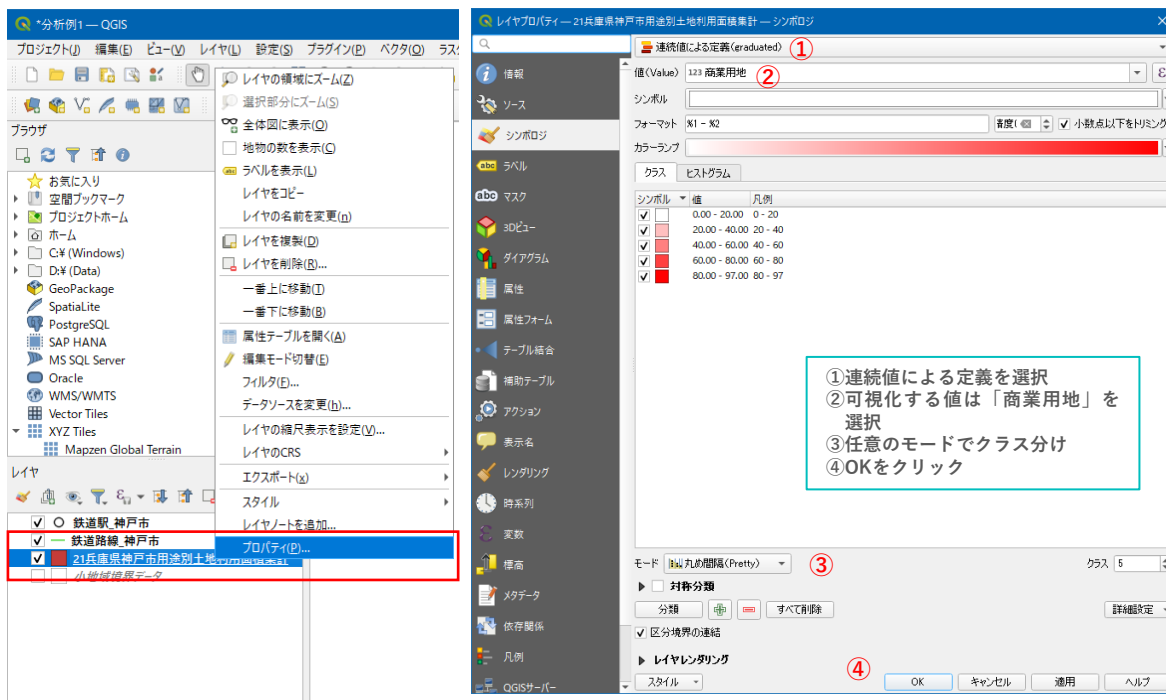 *分析例1 — QGIS
プロジェクト(J) 編集(E) ビュー(V) レイヤ(L) 設定(S) プラグイン(P) ベクタ(O) ラスタ
ブラウザ
お気に入り
空間ブックマーク
プロジェクトホーム
ホーム
C:¥ (Windows)
D:¥ (Data)
GeoPackage
SpatiaLite
PostgreSQL
SAP HANA
MS SQL Server
Oracle
WMS/WMTS
Vector Tiles
XYZ Tiles
Mapzen Global Terrain
レイヤ
鉄道駅_神戸市
鉄道路線_神戸市
21兵庫県神戸市用途別土地利用面積集計
小地域境界データ
レイヤの領域にズーム(Z)
選択部分にズーム(S)
全体図に表示(O)
地物の数を表示(C)
ラベルを表示(L)
レイヤをコピー
レイヤの名前を変更(n)
レイヤを複製(D)
レイヤを削除(R)...
一番上に移動(T)
一番下に移動(B)
属性テーブルを開く(A)
編集モード切替(E)
フィルタ(F)...
データソースを変更(h)...
レイヤの縮尺表示を設定(V)...
レイヤのCRS
エクスポート(x)
スタイル
レイヤノートを追加...
プロパティ(P)...
レイヤプロパティ — 21兵庫県神戸市用途別土地利用面積集計 — シンボロジ
情報
ソース
シンボロジ
abc ラベル
abc マスク
3Dビュー
ダイアグラム
属性
属性フォーム
テーブル結合
補助テーブル
アクション
表示名
レンダリング
時系列
変数
標高
メタデータ
依存関係
凡例
QGISサーバー
連続値による定義(graduated) ①
値(Value) 123 商業用地 ② ε
シンボル
フォーマット %1 - %2 小数点以下をトリミング
カラーランプ
クラス ヒストグラム
シンボル 値 凡例
0.00 - 20.00 0 - 20
20.00 - 40.00 20 - 40
40.00 - 60.00 40 - 60
60.00 - 80.00 60 - 80
80.00 - 97.00 80 - 97
①連続値による定義を選択
②可視化する値は「商業用地」を
選択
③任意のモードでクラス分け
④OKをクリック
モード 丸め間隔(Pretty) ③ クラス 5
対称分類
分類 すべて削除 詳細設定
区分境界の連結
レイヤレンダリング
④
スタイル OK キャンセル 適用 ヘルプ